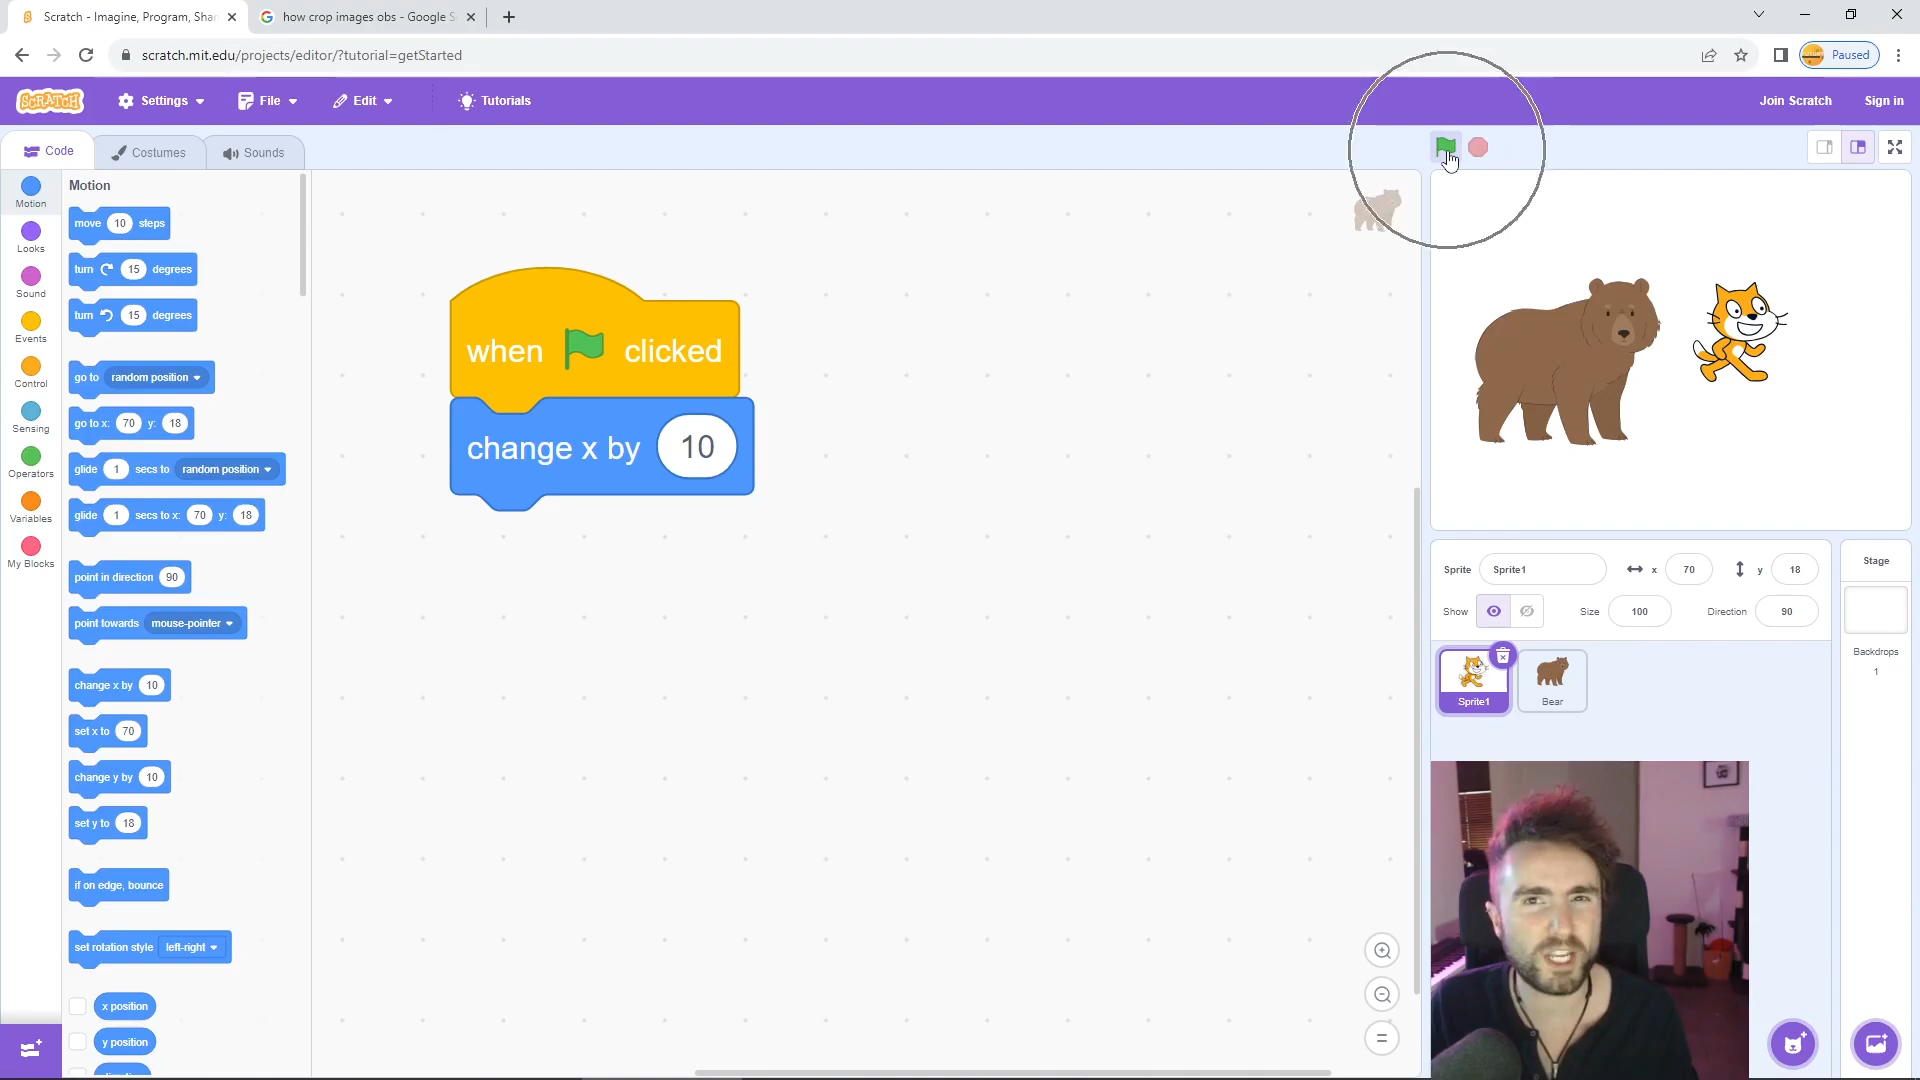 Scratch - Imagine, Program, Shar
how crop images obs - Google S
scratch.mit.edu/projects/editor/?tutorial=getStarted
Paused
SCRATCH
Settings
File
Edit
Tutorials
Join Scratch
Sign in
Code
Costumes
Sounds
Motion
Looks
Sound
Events
Control
Sensing
Operators
Variables
My Blocks
Motion
move 10 steps
turn 15 degrees
turn 15 degrees
go to random position
go to x: 70 y: 18
glide 1 secs to random position
glide 1 secs to x: 70 y: 18
point in direction 90
point towards mouse-pointer
change x by 10
set x to 70
change y by 10
set y to 18
if on edge, bounce
set rotation style left-right
x position
y position
when clicked
change x by 10
Sprite Sprite1 x 70 y 18
Show Size 100 Direction 90
Sprite1
Bear
Stage
Backdrops
1